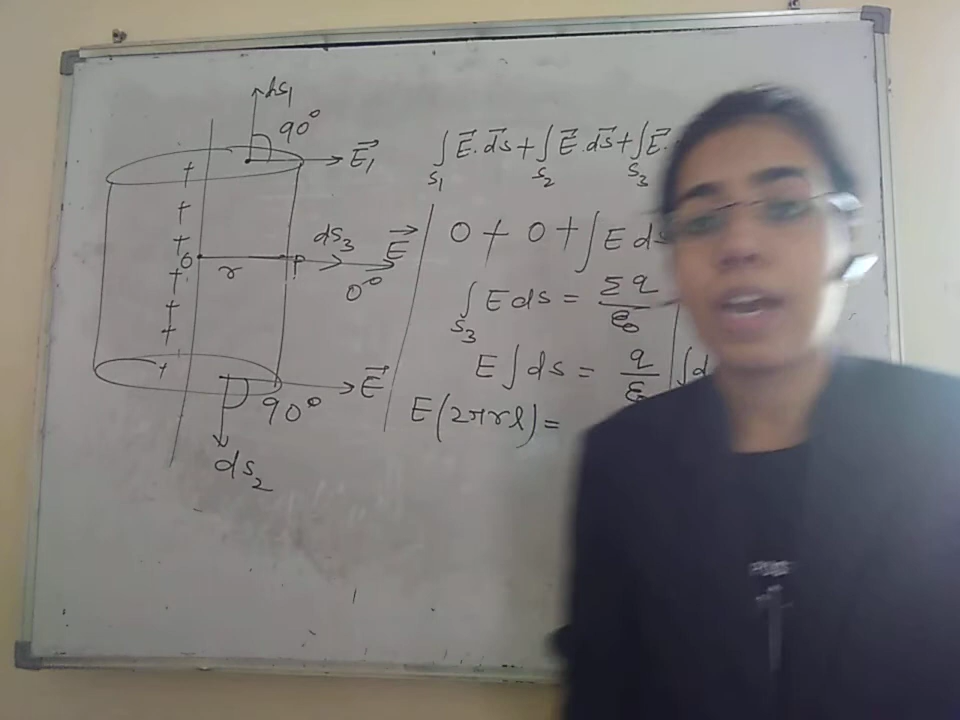 ds₁
90°
E⃗₁
+
+
+
+
+
+
+
O
r
P
ds₃
E⃗
0°
E⃗
90°
ds₂
∫S₁ E⃗.ds⃗ + ∫S₂ E⃗.ds⃗ + ∫S₃ E⃗.
0 + 0 + ∫ E ds
∫S₃ E ds = Σq/ε₀
E∫ds = q/ε
E(2πrl) =